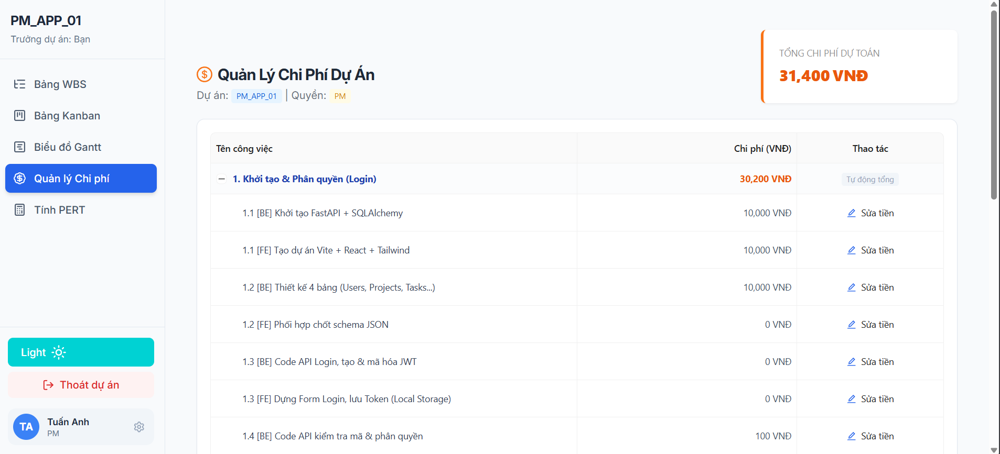 PM_APP_01
Trưởng dự án: Bạn
Bảng WBS
Bảng Kanban
Biểu đồ Gantt
Quản lý Chi phí
Tính PERT
Light
Thoát dự án
TA
Tuấn Anh
PM
Quản Lý Chi Phí Dự Án
Dự án: PM_APP_01 | Quyền: PM
TỔNG CHI PHÍ DỰ TOÁN
31,400 VNĐ
Tên công việc Chi phí (VNĐ) Thao tác
1. Khởi tạo & Phân quyền (Login) 30,200 VNĐ Tự động tổng
1.1 [BE] Khởi tạo FastAPI + SQLAlchemy 10,000 VNĐ Sửa tiền
1.1 [FE] Tạo dự án Vite + React + Tailwind 10,000 VNĐ Sửa tiền
1.2 [BE] Thiết kế 4 bảng (Users, Projects, Tasks...) 10,000 VNĐ Sửa tiền
1.2 [FE] Phối hợp chốt schema JSON 0 VNĐ Sửa tiền
1.3 [BE] Code API Login, tạo & mã hóa JWT 0 VNĐ Sửa tiền
1.3 [FE] Dựng Form Login, lưu Token (Local Storage) 0 VNĐ Sửa tiền
1.4 [BE] Code API kiểm tra mã & phân quyền 100 VNĐ Sửa tiền